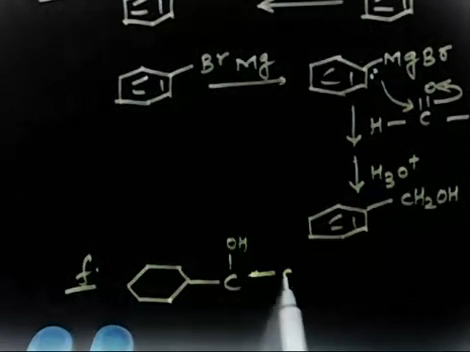 Br Mg MgBr
O
H - C -
H3O+
CH2OH
OH
f. C